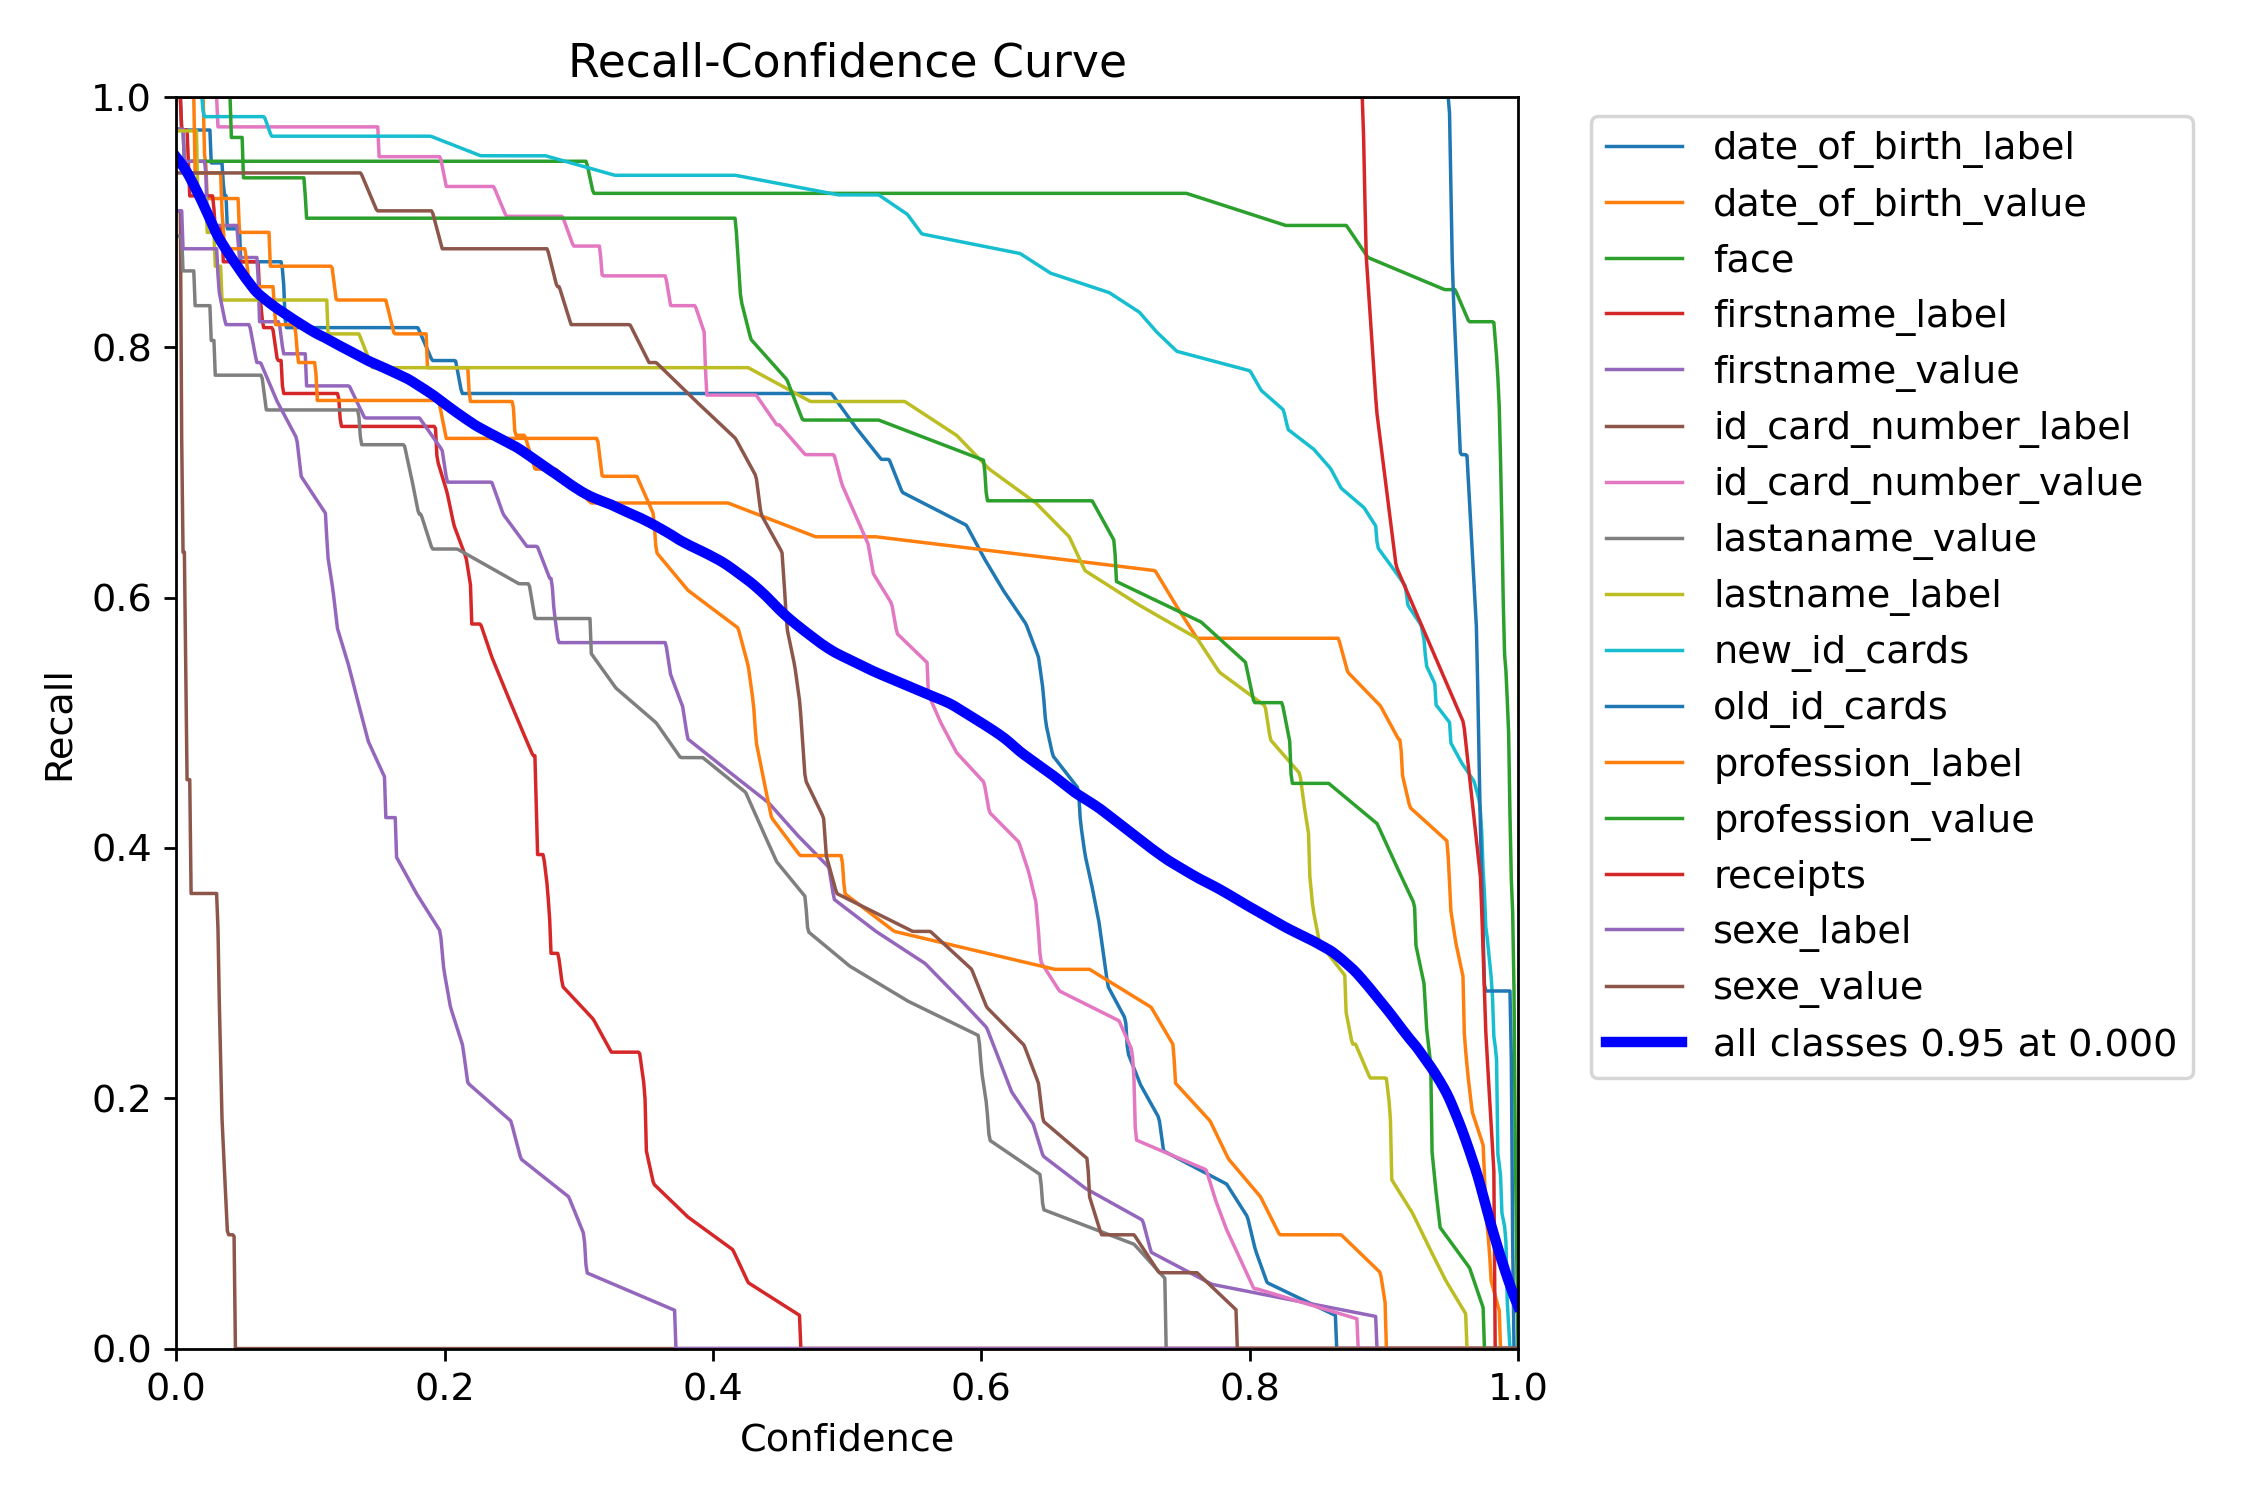 Recall-Confidence Curve
1.0
0.8
0.6
0.4
0.2
0.0
Recall
0.0 0.2 0.4 0.6 0.8 1.0
Confidence
date_of_birth_label
date_of_birth_value
face
firstname_label
firstname_value
id_card_number_label
id_card_number_value
lastaname_value
lastname_label
new_id_cards
old_id_cards
profession_label
profession_value
receipts
sexe_label
sexe_value
all classes 0.95 at 0.000